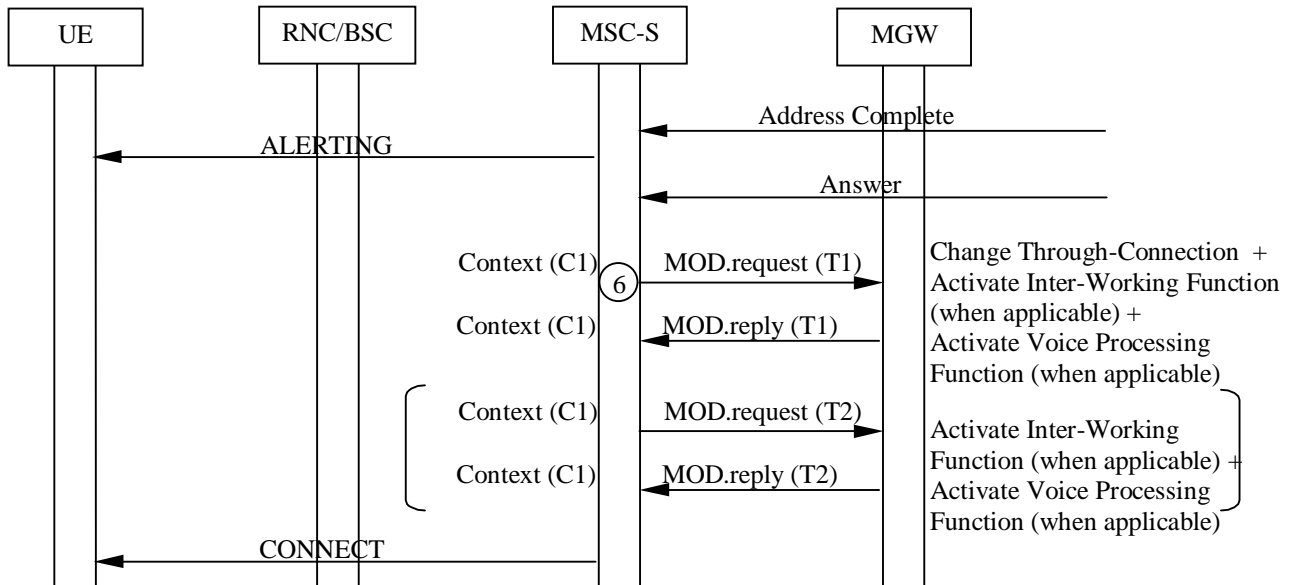 UE
RNC/BSC
MSC-S
MGW
Address Complete
ALERTING
Answer
Context (C1)
6
MOD.request (T1)
Change Through-Connection +
Activate Inter-Working Function
(when applicable) +
Activate Voice Processing
Function (when applicable)
Context (C1)
MOD.reply (T1)
Context (C1)
MOD.request (T2)
Activate Inter-Working
Function (when applicable) +
Activate Voice Processing
Function (when applicable)
Context (C1)
MOD.reply (T2)
CONNECT